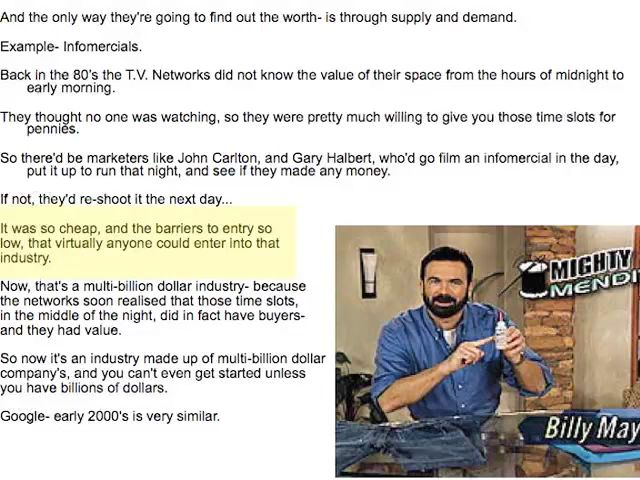 And the only way they're going to find out the worth- is through supply and demand.
Example- Infomercials.
Back in the 80's the T.V. Networks did not know the value of their space from the hours of midnight to
early morning.
They thought no one was watching, so they were pretty much willing to give you those time slots for
pennies.
So there'd be marketers like John Carlton, and Gary Halbert, who'd go film an infomercial in the day,
put it up to run that night, and see if they made any money.
If not, they'd re-shoot it the next day...
It was so cheap, and the barriers to entry so
low, that virtually anyone could enter into that
industry.
Now, that's a multi-billion dollar industry- because
the networks soon realised that those time slots,
in the middle of the night, did in fact have buyers-
and they had value.
So now it's an industry made up of multi-billion dollar
company's, and you can't even get started unless
you have billions of dollars.
Google- early 2000's is very similar.
MIGHTY
MENDI
Billy May